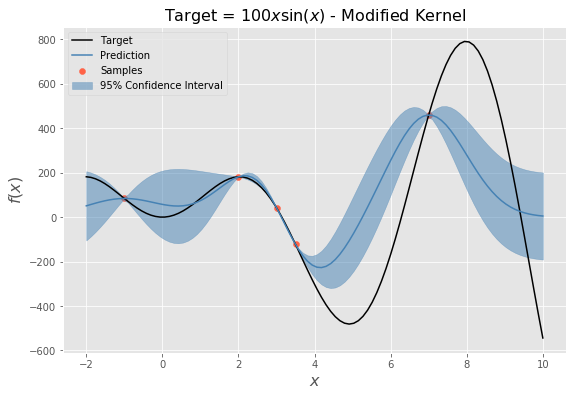 Target = 100xsin(x) - Modified Kernel
Target
Prediction
Samples
95% Confidence Interval
800
600
400
200
0
−200
−400
−600
f(x)
−2 0 2 4 6 8 10
x